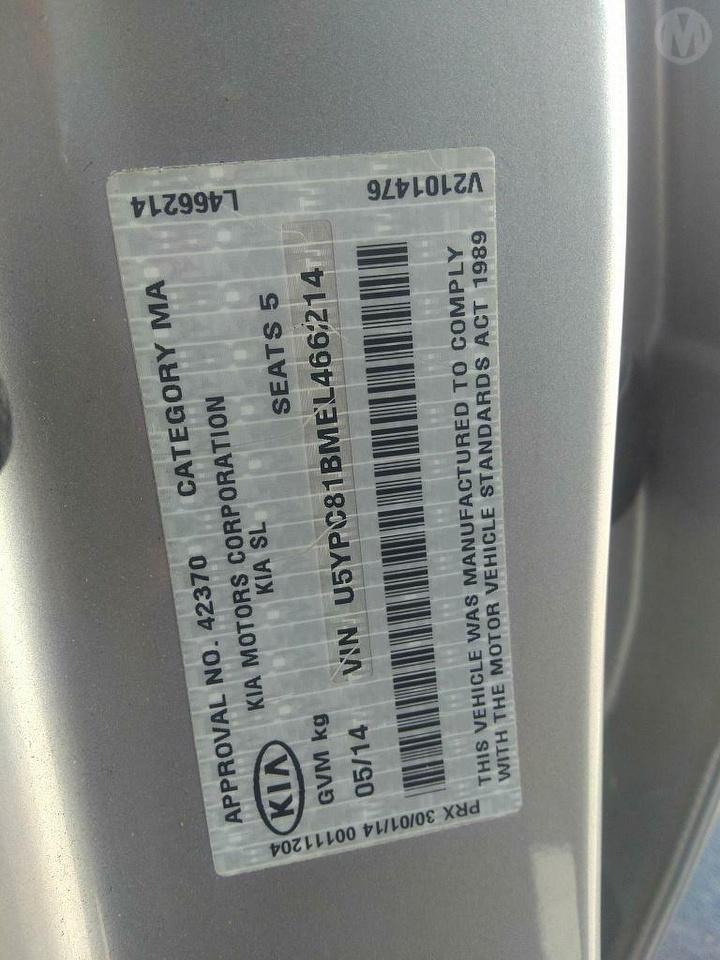 L466214
V2101476
APPROVAL NO. 42370 CATEGORY MA
KIA MOTORS CORPORATION
KIA SL SEATS 5
KIA
GVM kg
05/14
VIN U5YPC81BMEL466214
THIS VEHICLE WAS MANUFACTURED TO COMPLY
WITH THE MOTOR VEHICLE STANDARDS ACT 1989
PRX 30/01/14 00111204
M